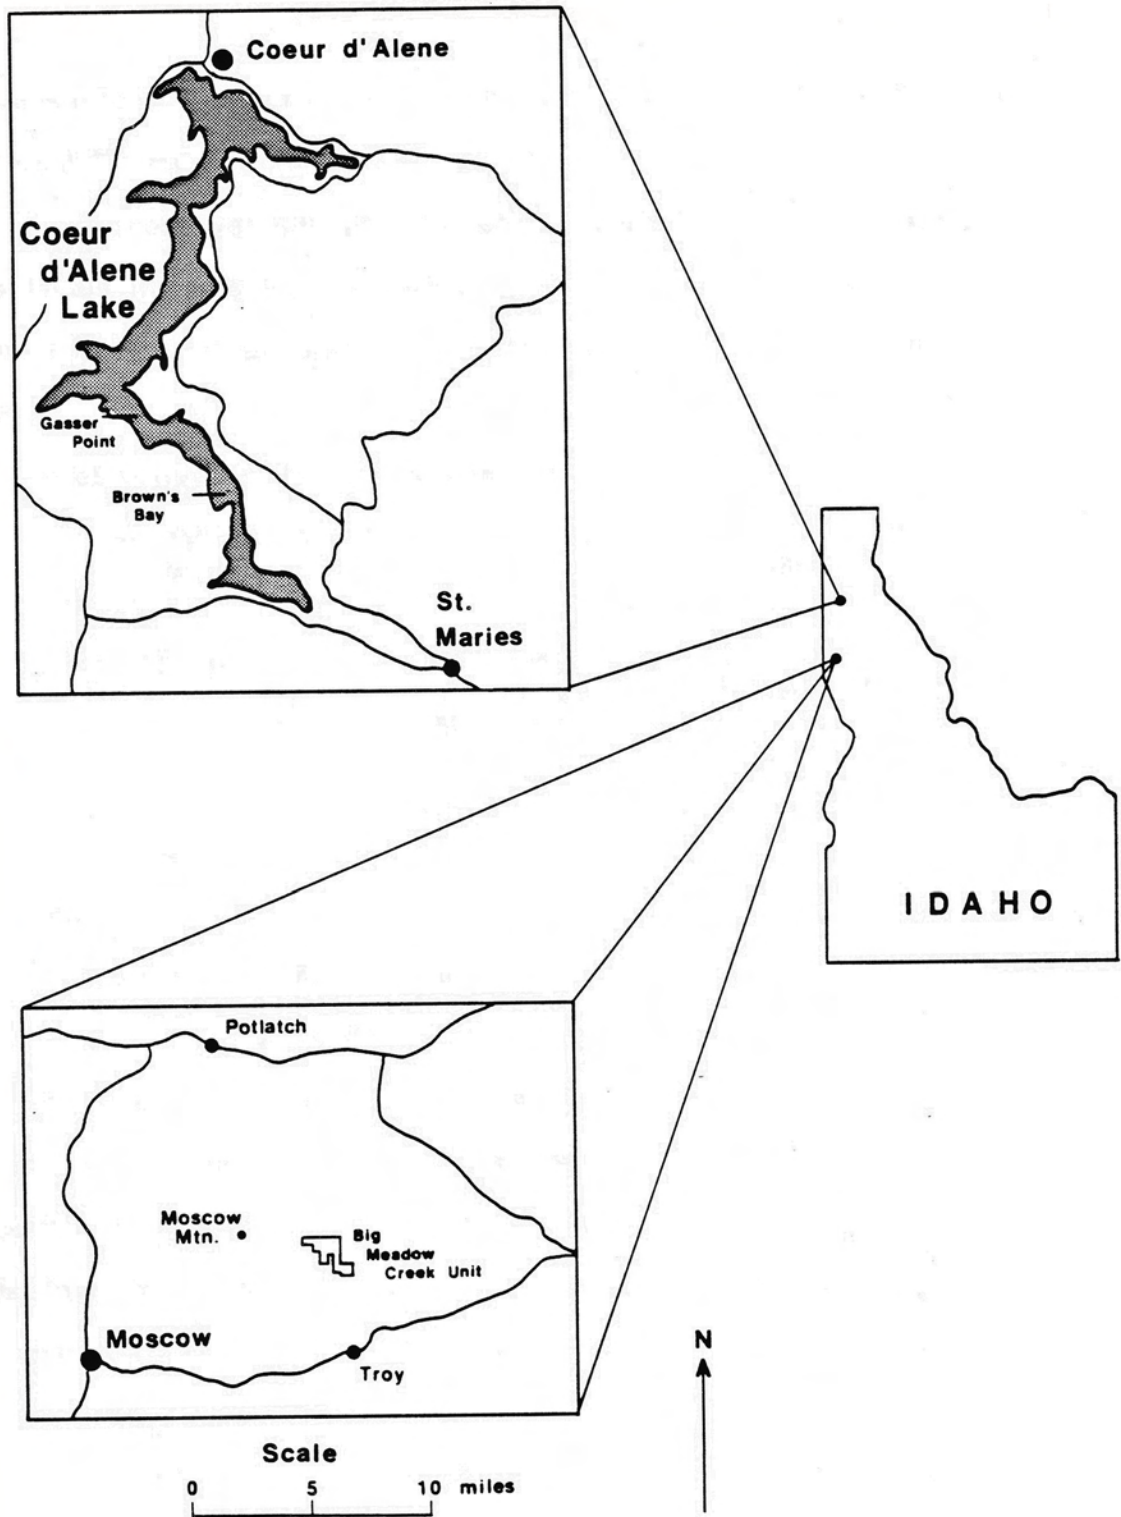 Coeur d'Alene
Coeur
d'Alene
Lake
Gasser
Point
Brown's
Bay
St.
Maries
IDAHO
Potlatch
Moscow
Mtn.
Big
Meadow
Creek Unit
Moscow
Troy
N
Scale
0 5 10 miles